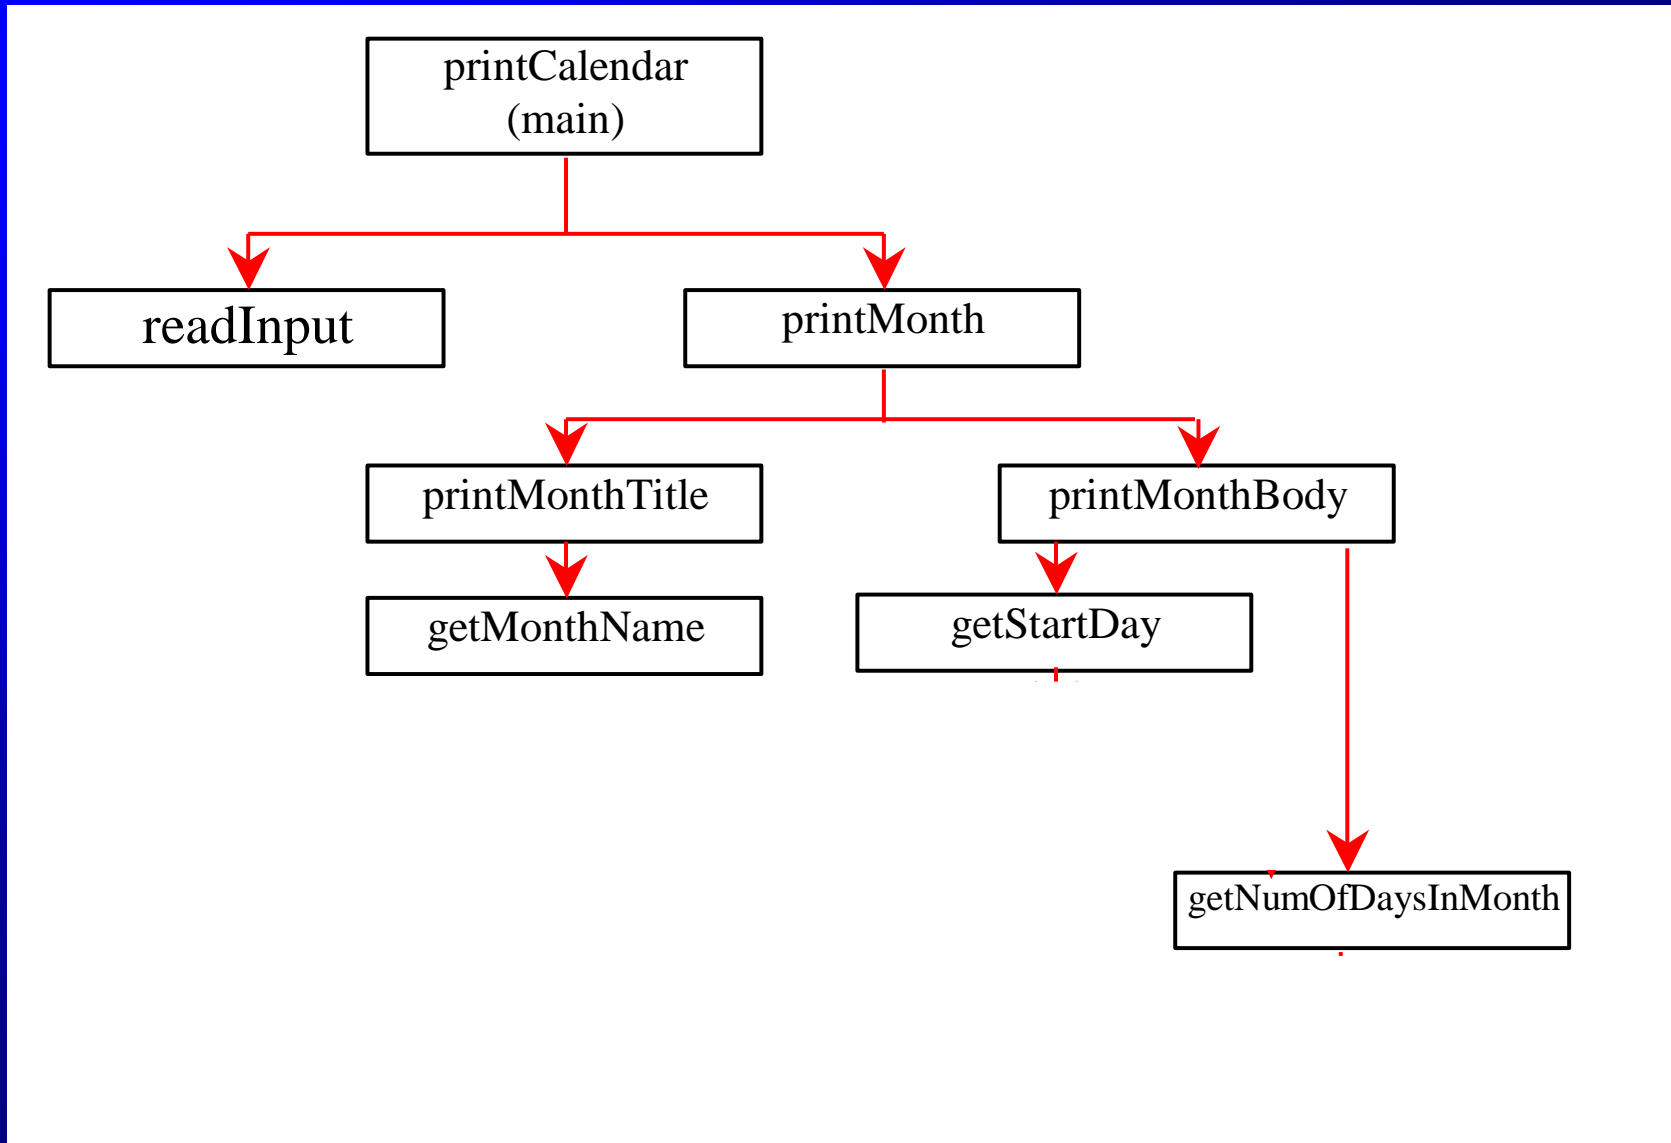 printCalendar
(main)
readInput
printMonth
printMonthTitle
printMonthBody
getMonthName
getStartDay
getNumOfDaysInMonth